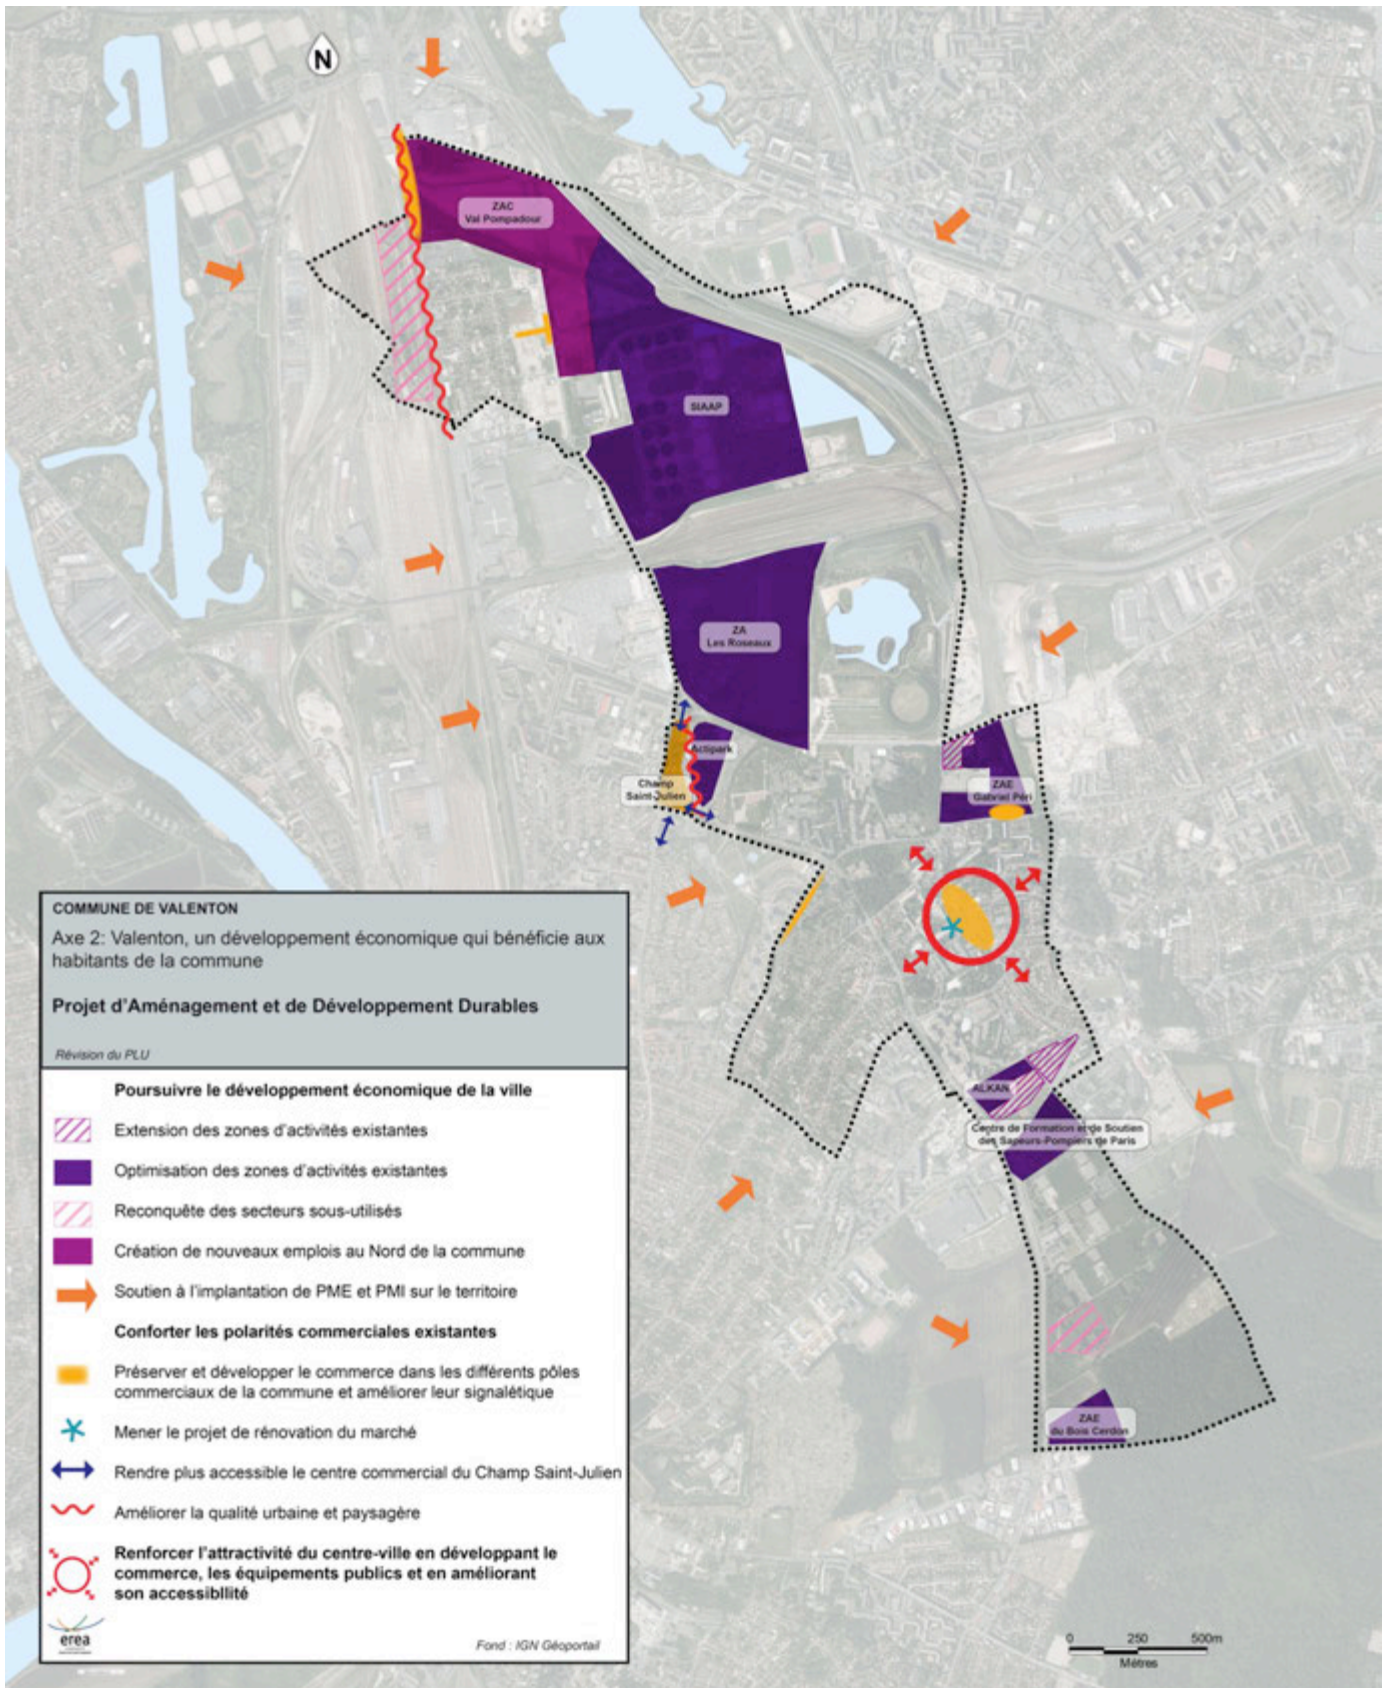 N
ZAC
Val Pompadour
SIAAP
ZA
Les Roseaux
Actipark
Champ
Saint-Julien
ZAE
Gabriel Péri
ALKAN
Centre de Formation et de Soutien
des Sapeurs-Pompiers de Paris
ZAE
du Bois Cerdon
COMMUNE DE VALENTON
Axe 2: Valenton, un développement économique qui bénéficie aux
habitants de la commune
Projet d'Aménagement et de Développement Durables
Révision du PLU
Poursuivre le développement économique de la ville
Extension des zones d'activités existantes
Optimisation des zones d'activités existantes
Reconquête des secteurs sous-utilisés
Création de nouveaux emplois au Nord de la commune
Soutien à l'implantation de PME et PMI sur le territoire
Conforter les polarités commerciales existantes
Préserver et développer le commerce dans les différents pôles
commerciaux de la commune et améliorer leur signalétique
Mener le projet de rénovation du marché
Rendre plus accessible le centre commercial du Champ Saint-Julien
Améliorer la qualité urbaine et paysagère
Renforcer l'attractivité du centre-ville en développant le
commerce, les équipements publics et en améliorant
son accessibilité
erea
Fond : IGN Géoportail
0 250 500m
Mètres